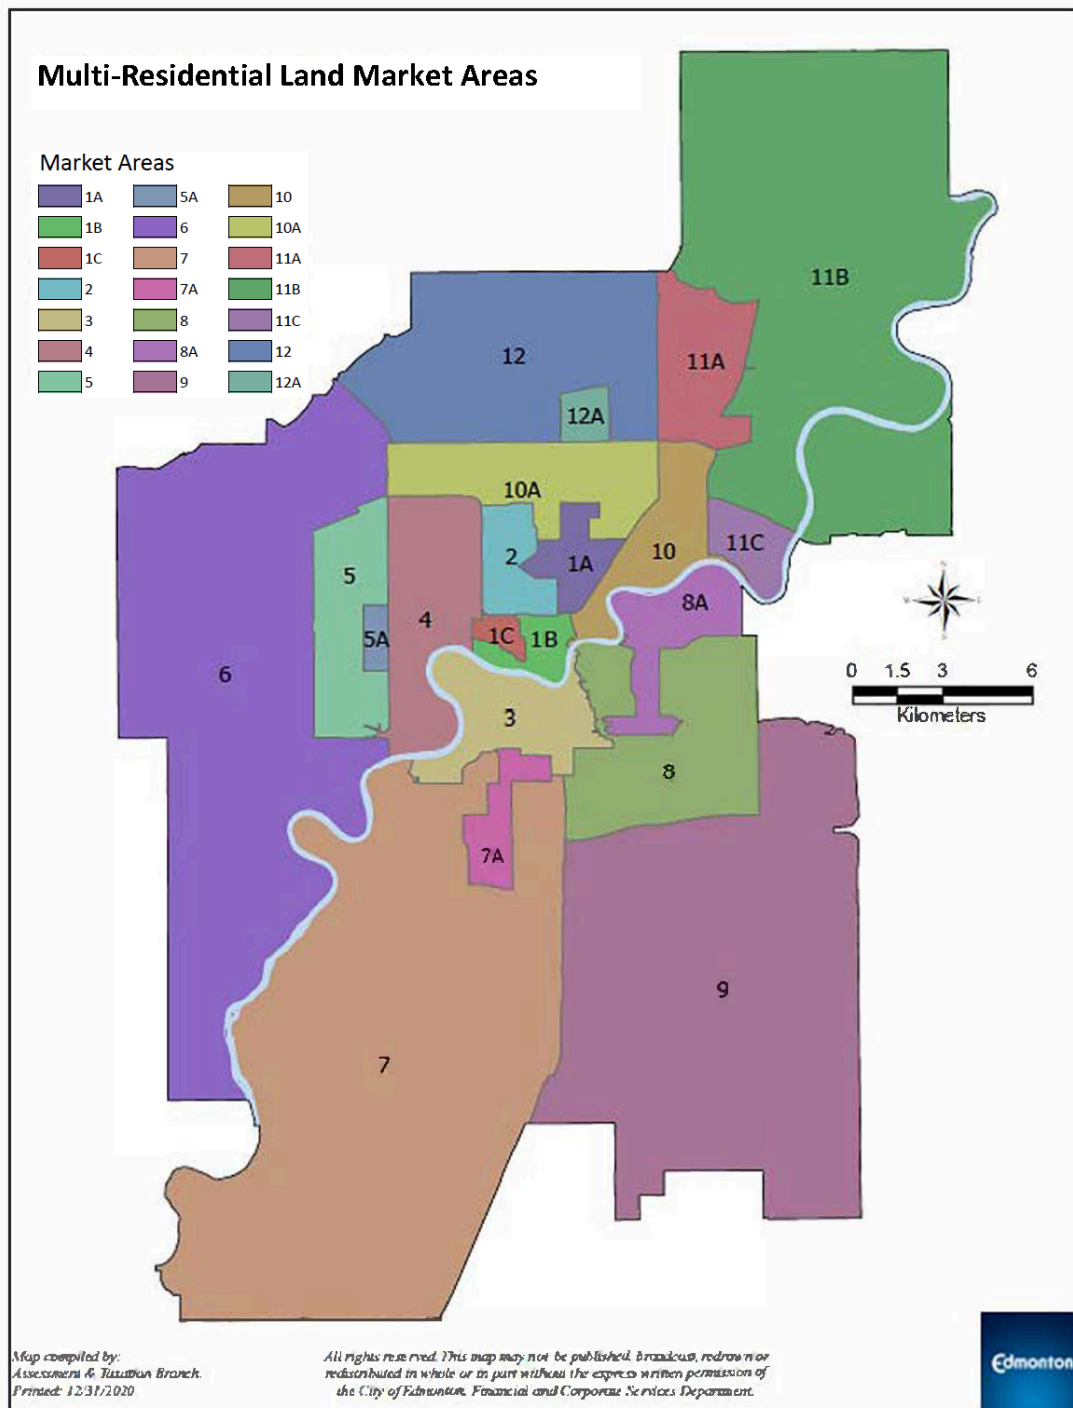 Multi-Residential Land Market Areas
Market Areas
1A 5A 10
1B 6 10A
1C 7 11A
2 7A 11B
3 8 11C
4 8A 12
5 9 12A
11B
12
11A
12A
10A
2
1A
10
11C
5
8A
4
5A
1C
1B
6
3
8
7A
9
7
N
W E
S
0 1.5 3 6
Kilometers
Map compiled by:
Assessment & Taxation Branch.
Printed: 12/31/2020
All rights reserved. This map may not be published, broadcast, redrawn or
redistributed in whole or in part without the express written permission of
the City of Edmonton, Financial and Corporate Services Department.
Edmonton